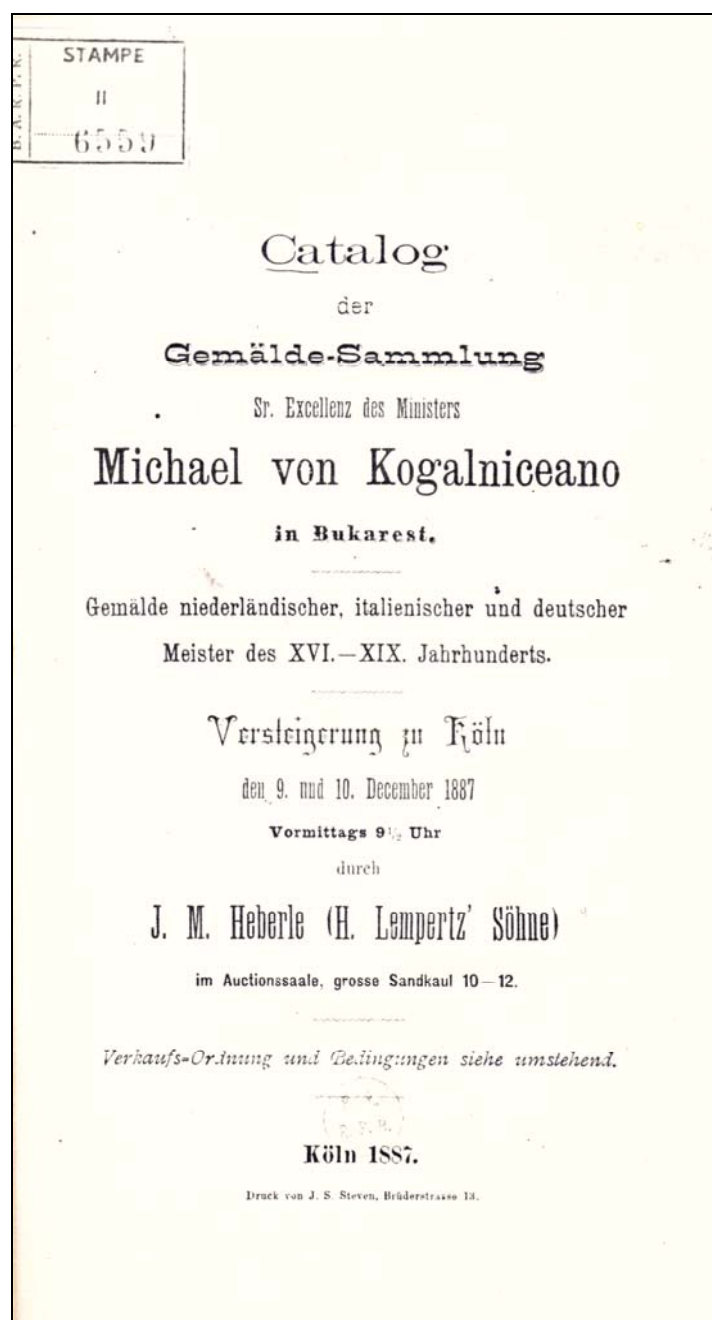 B. A. R. P. R.
STAMPE
II
6559
Catalog
der
Gemälde-Sammlung
Sr. Excellenz des Ministers
Michael von Kogalniceano
in Bukarest.
Gemälde niederländischer, italienischer und deutscher
Meister des XVI.—XIX. Jahrhunderts.
Versteigerung zu Köln
den 9. nud 10. December 1887
Vormittags 9½ Uhr
durch
J. M. Heberle (H. Lempertz' Söhne)
im Auctionssaale, grosse Sandkaul 10—12.
Verkaufs-Ordnung und Bedingungen siehe umstehend.
Köln 1887.
Druck von J. S. Steven, Brüderstrasse 13.